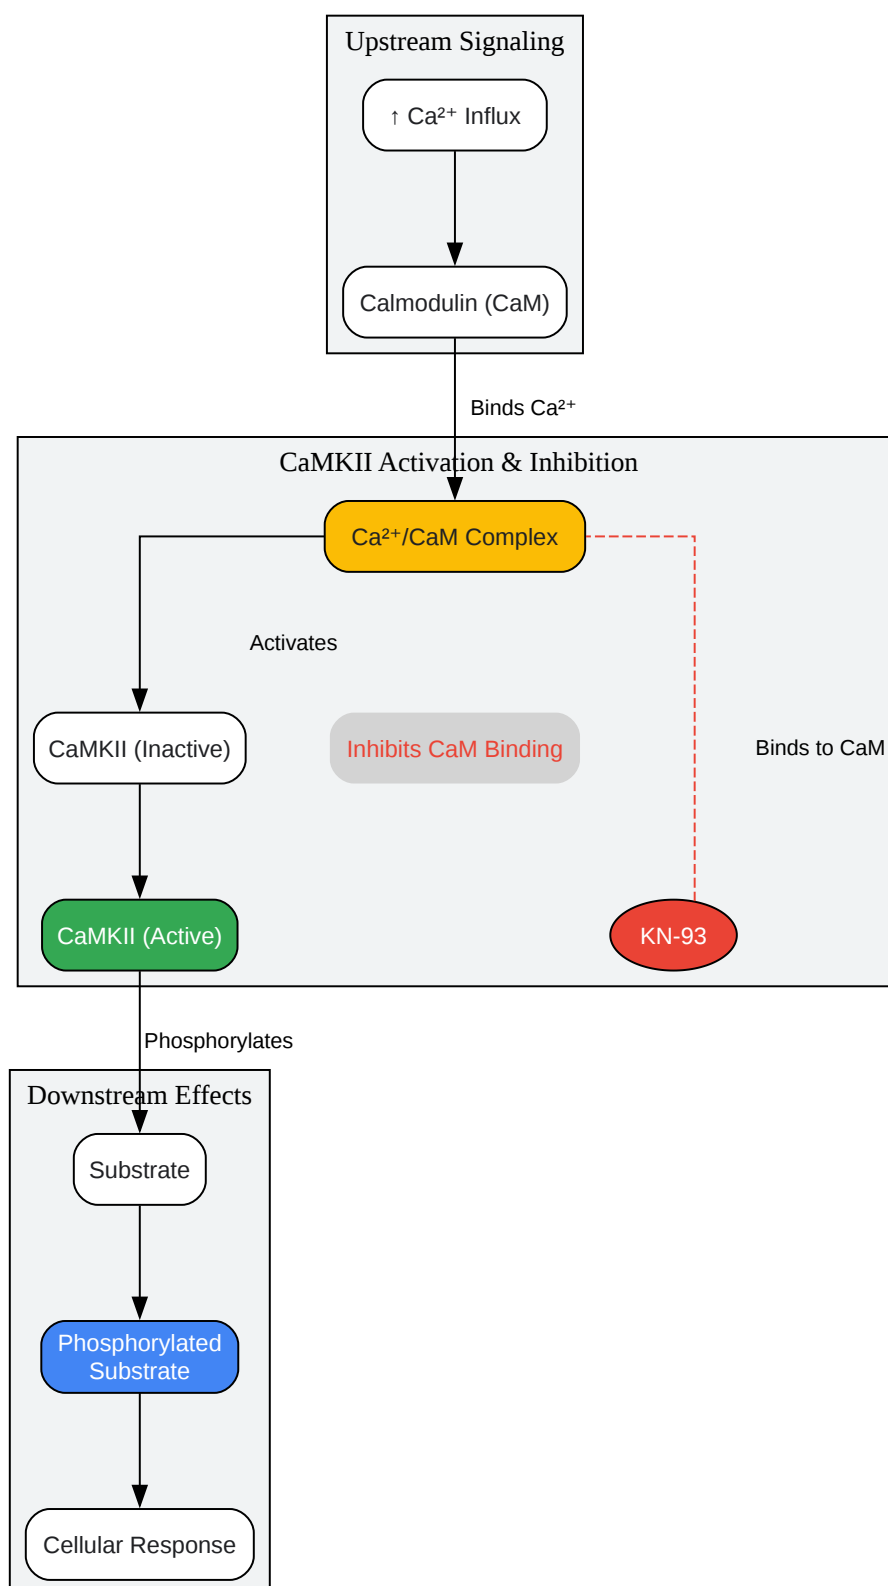 Upstream Signaling
↑ Ca²⁺ Influx
Calmodulin (CaM)
Binds Ca²⁺
CaMKII Activation & Inhibition
Ca²⁺/CaM Complex
Activates
CaMKII (Inactive)
Inhibits CaM Binding
Binds to CaM
CaMKII (Active)
KN-93
Phosphorylates
Downstream Effects
Substrate
Phosphorylated
Substrate
Cellular Response